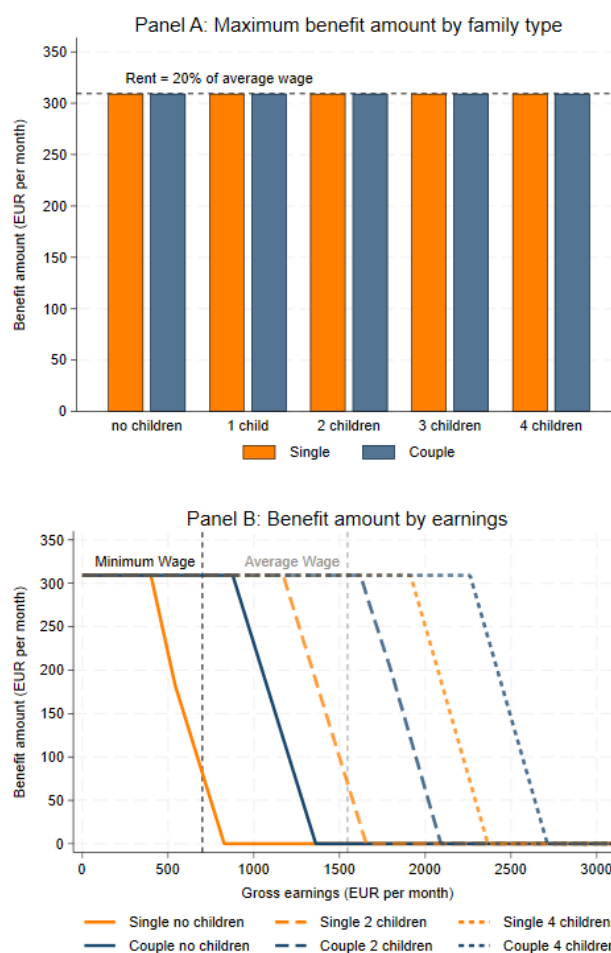 Panel A: Maximum benefit amount by family type
350
Rent = 20% of average wage
300
250
200
150
100
50
0
Benefit amount (EUR per month)
no children 1 child 2 children 3 children 4 children
Single Couple
Panel B: Benefit amount by earnings
350
Minimum Wage Average Wage
300
250
200
150
100
50
0
Benefit amount (EUR per month)
0 500 1000 1500 2000 2500 3000
Gross earnings (EUR per month)
Single no children Single 2 children Single 4 children
Couple no children Couple 2 children Couple 4 children